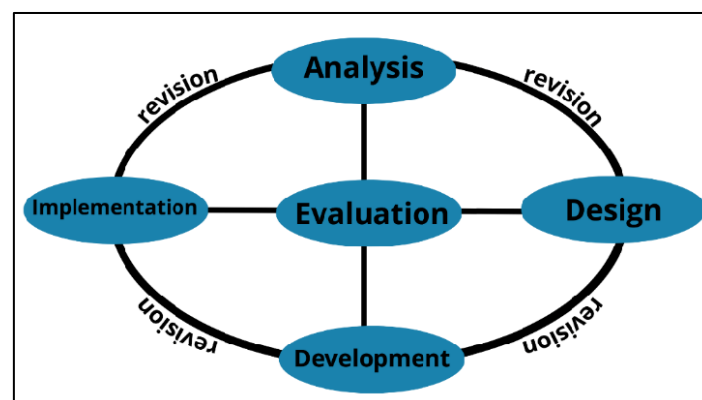 Analysis
revision
revision
Implementation
Evaluation
Design
revision
revision
Development